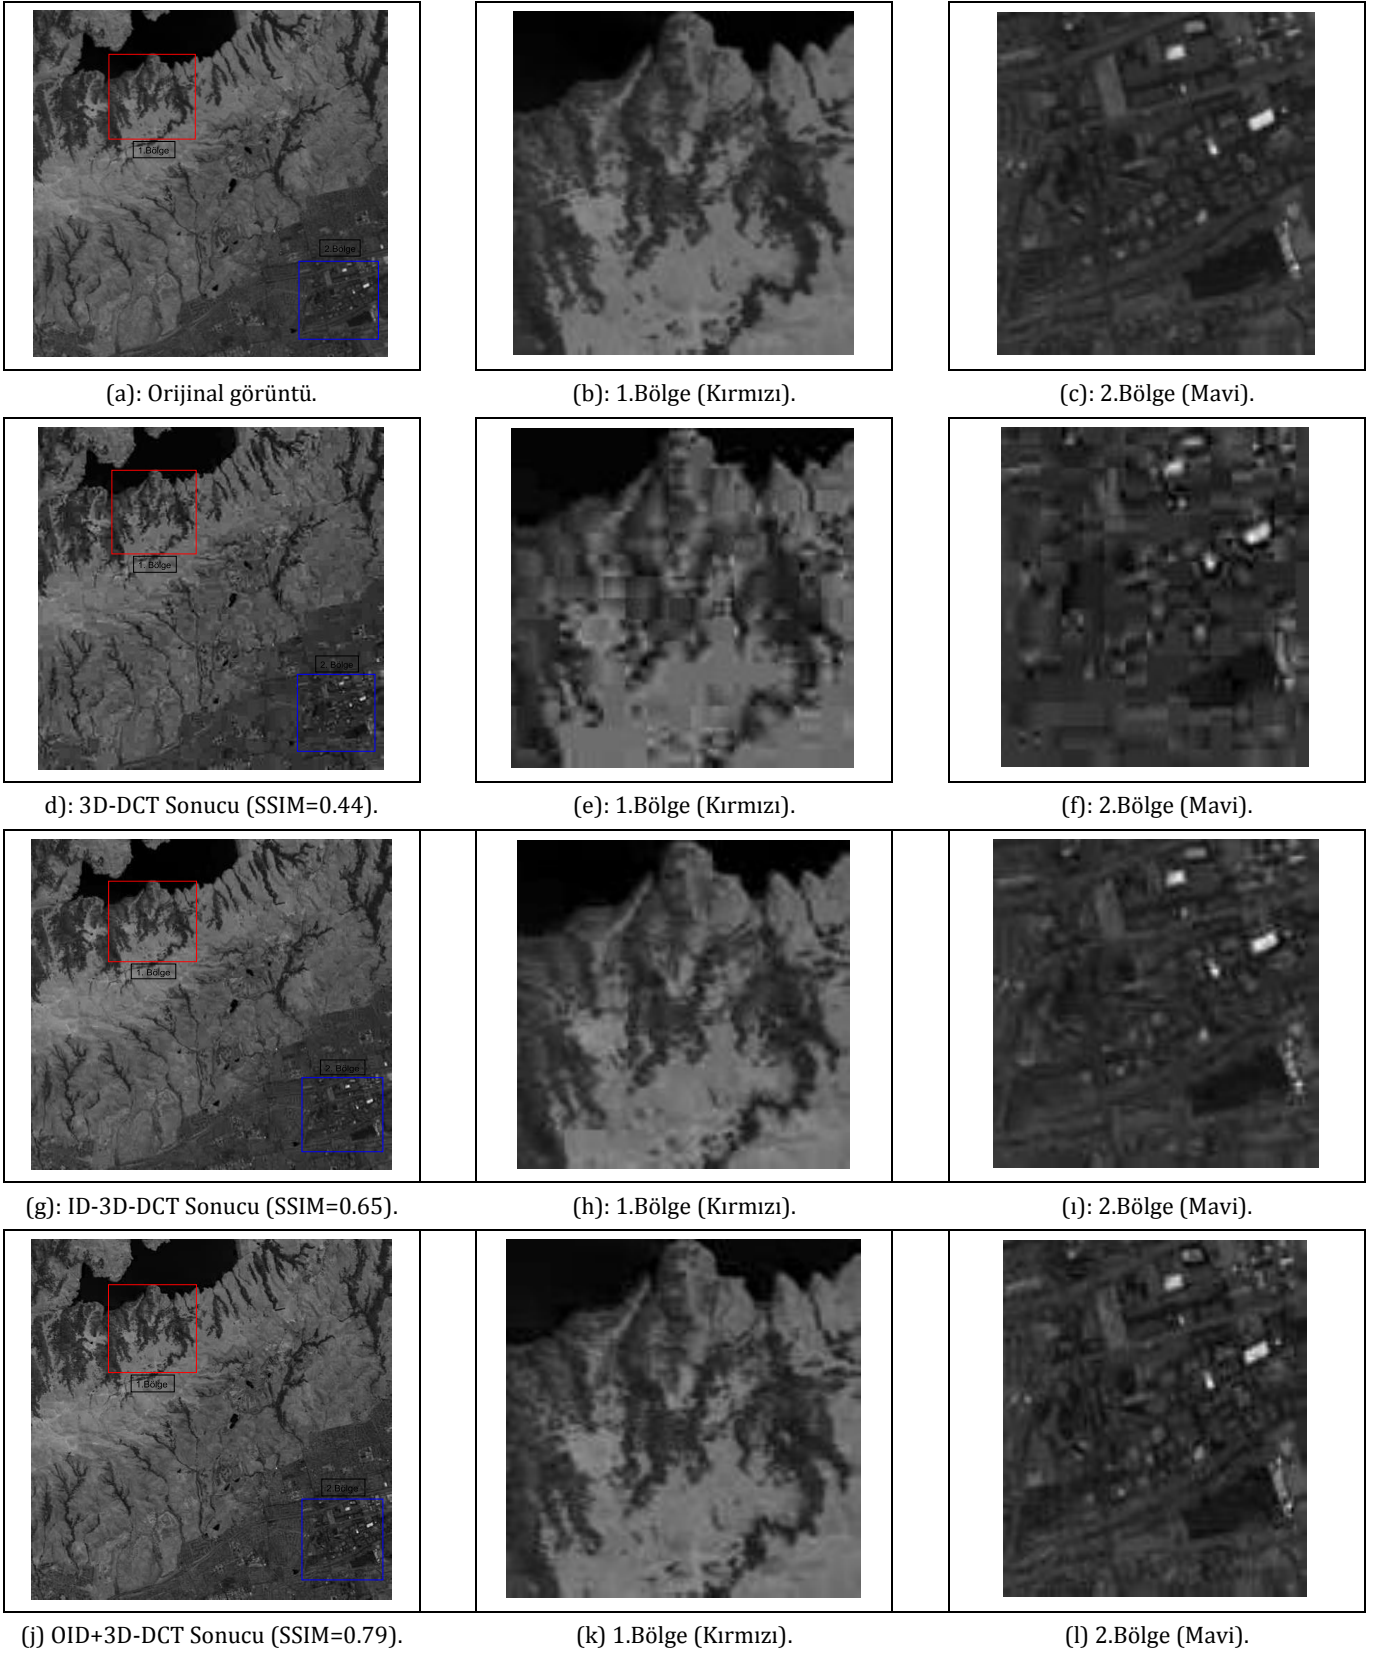 1.Bölge
2.Bölge
(a): Orijinal görüntü.
(b): 1.Bölge (Kırmızı).
(c): 2.Bölge (Mavi).
1. Bölge
2. Bölge
d): 3D-DCT Sonucu (SSIM=0.44).
(e): 1.Bölge (Kırmızı).
(f): 2.Bölge (Mavi).
1. Bölge
2. Bölge
(g): ID-3D-DCT Sonucu (SSIM=0.65).
(h): 1.Bölge (Kırmızı).
(ı): 2.Bölge (Mavi).
1.Bölge
2.Bölge
(j) OID+3D-DCT Sonucu (SSIM=0.79).
(k) 1.Bölge (Kırmızı).
(l) 2.Bölge (Mavi).